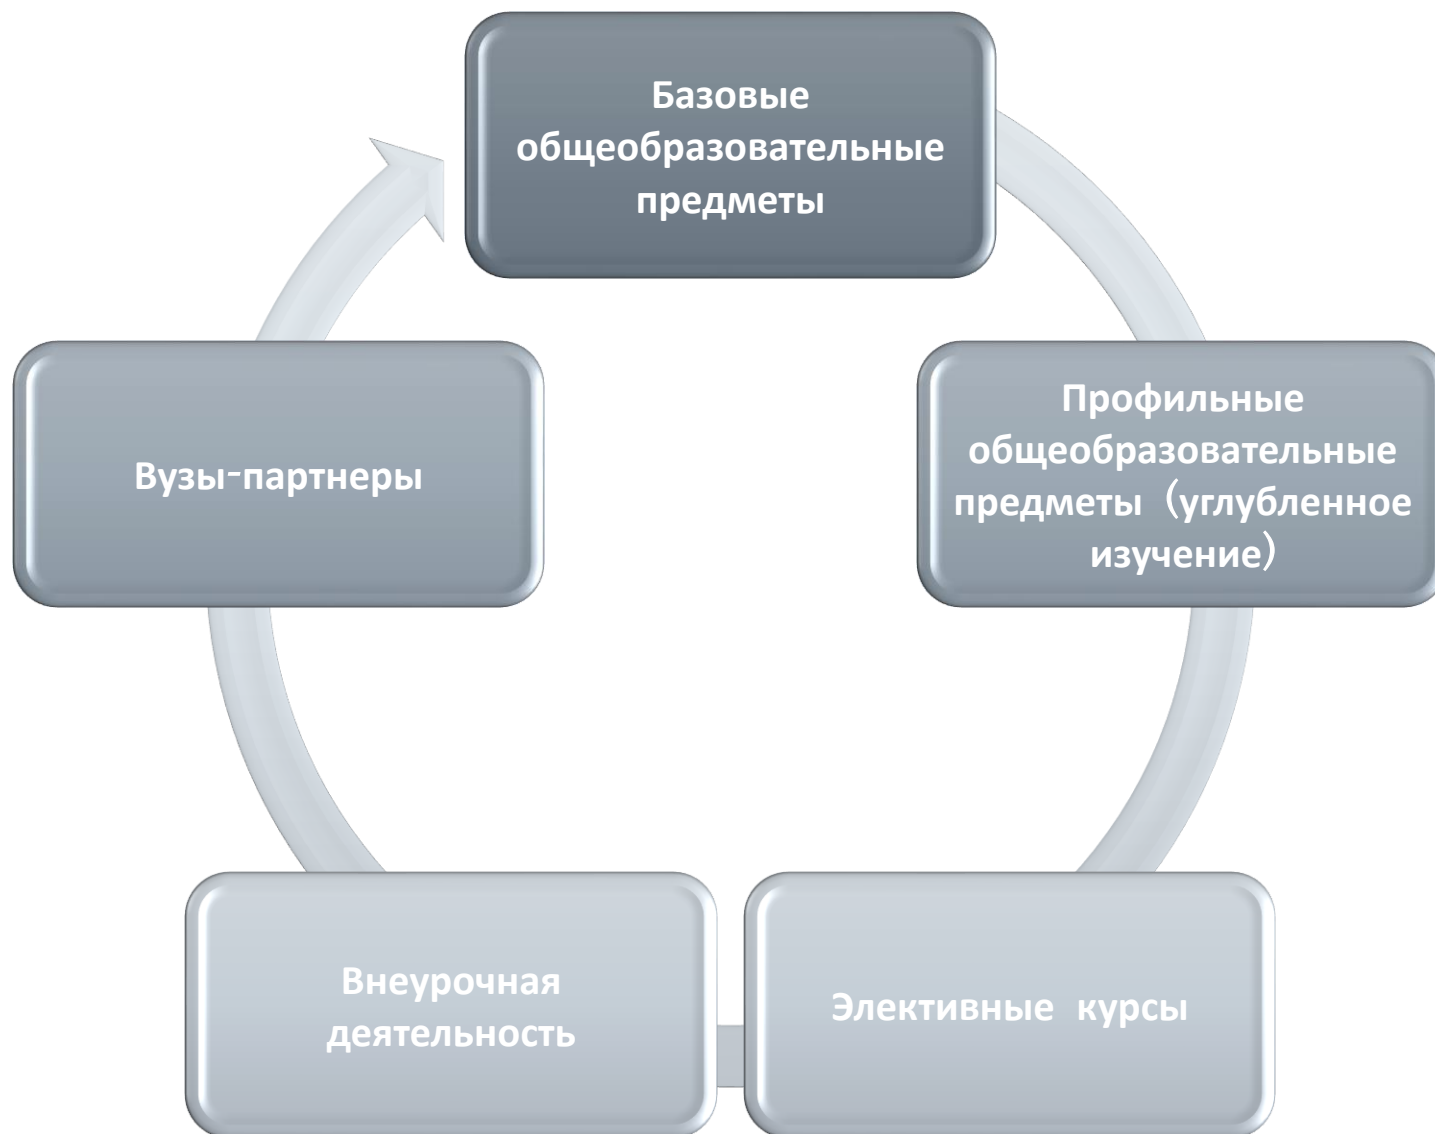 Базовые
общеобразовательные
предметы
Профильные
общеобразовательные
предметы (углубленное
изучение)
Элективные курсы
Внеурочная
деятельность
Вузы-партнеры